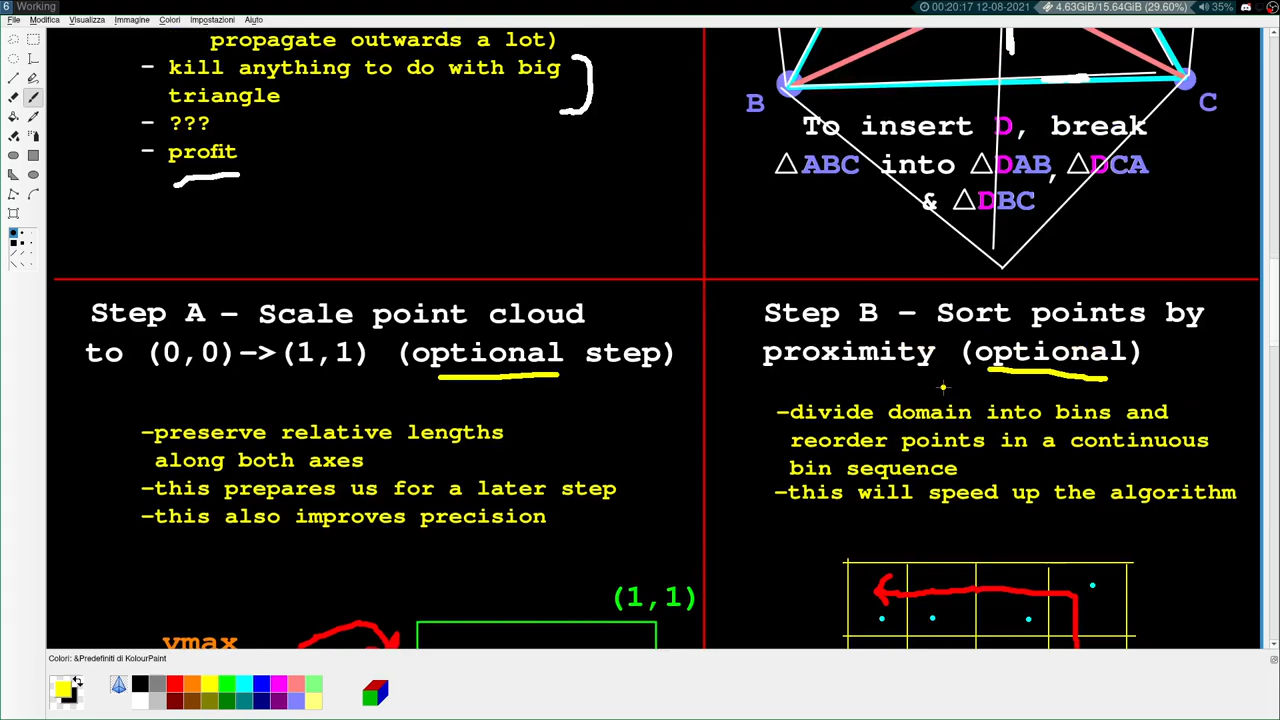 6 Working
00:20:17 12-08-2021
4.63GiB/15.64GiB (29.60%)
35%
File Modifica Visualizza Immagine Colori Impostazioni Aiuto
propagate outwards a lot)
- kill anything to do with big
triangle
- ???
- profit
B
C
To insert D, break
△ABC into △DAB, △DCA
& △DBC
Step A - Scale point cloud
to (0,0)->(1,1) (optional step)
-preserve relative lengths
along both axes
-this prepares us for a later step
-this also improves precision
(1,1)
ymax
Step B - Sort points by
proximity (optional)
-divide domain into bins and
reorder points in a continuous
bin sequence
-this will speed up the algorithm
Colori: &Predefiniti di KolourPaint